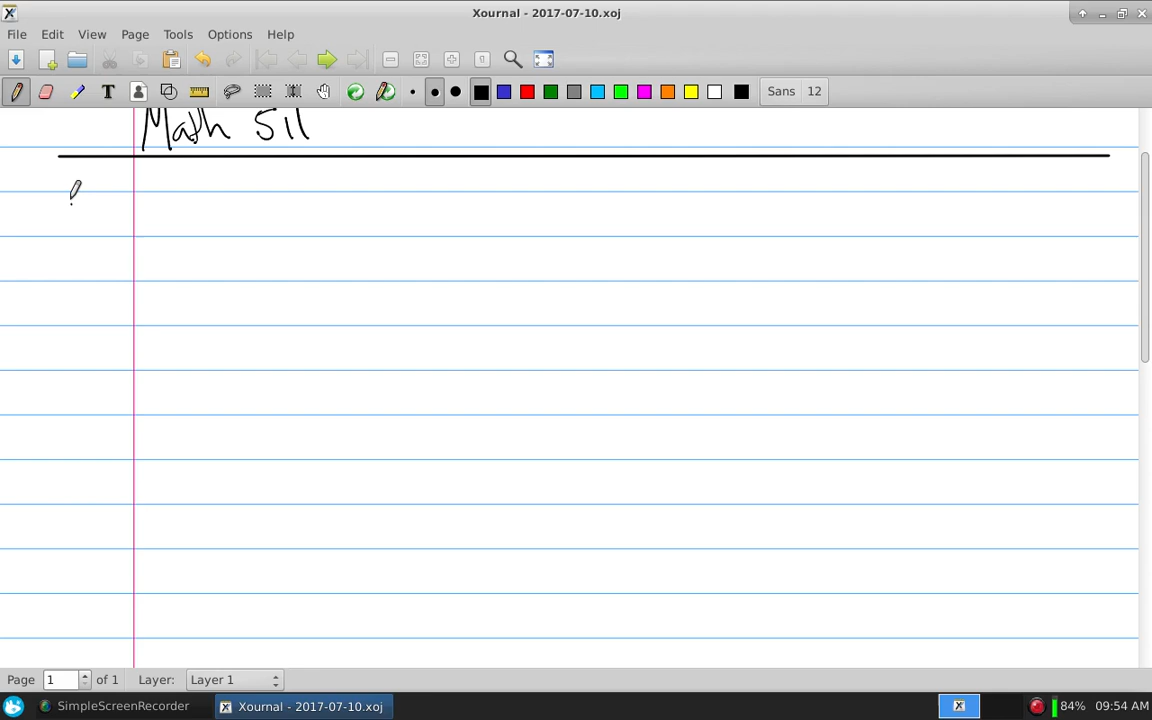 Xournal - 2017-07-10.xoj
File Edit View Page Tools Options Help
Sans 12
Math 511
Page 1 of 1 Layer: Layer 1
SimpleScreenRecorder Xournal - 2017-07-10.xoj 84% 09:54 AM